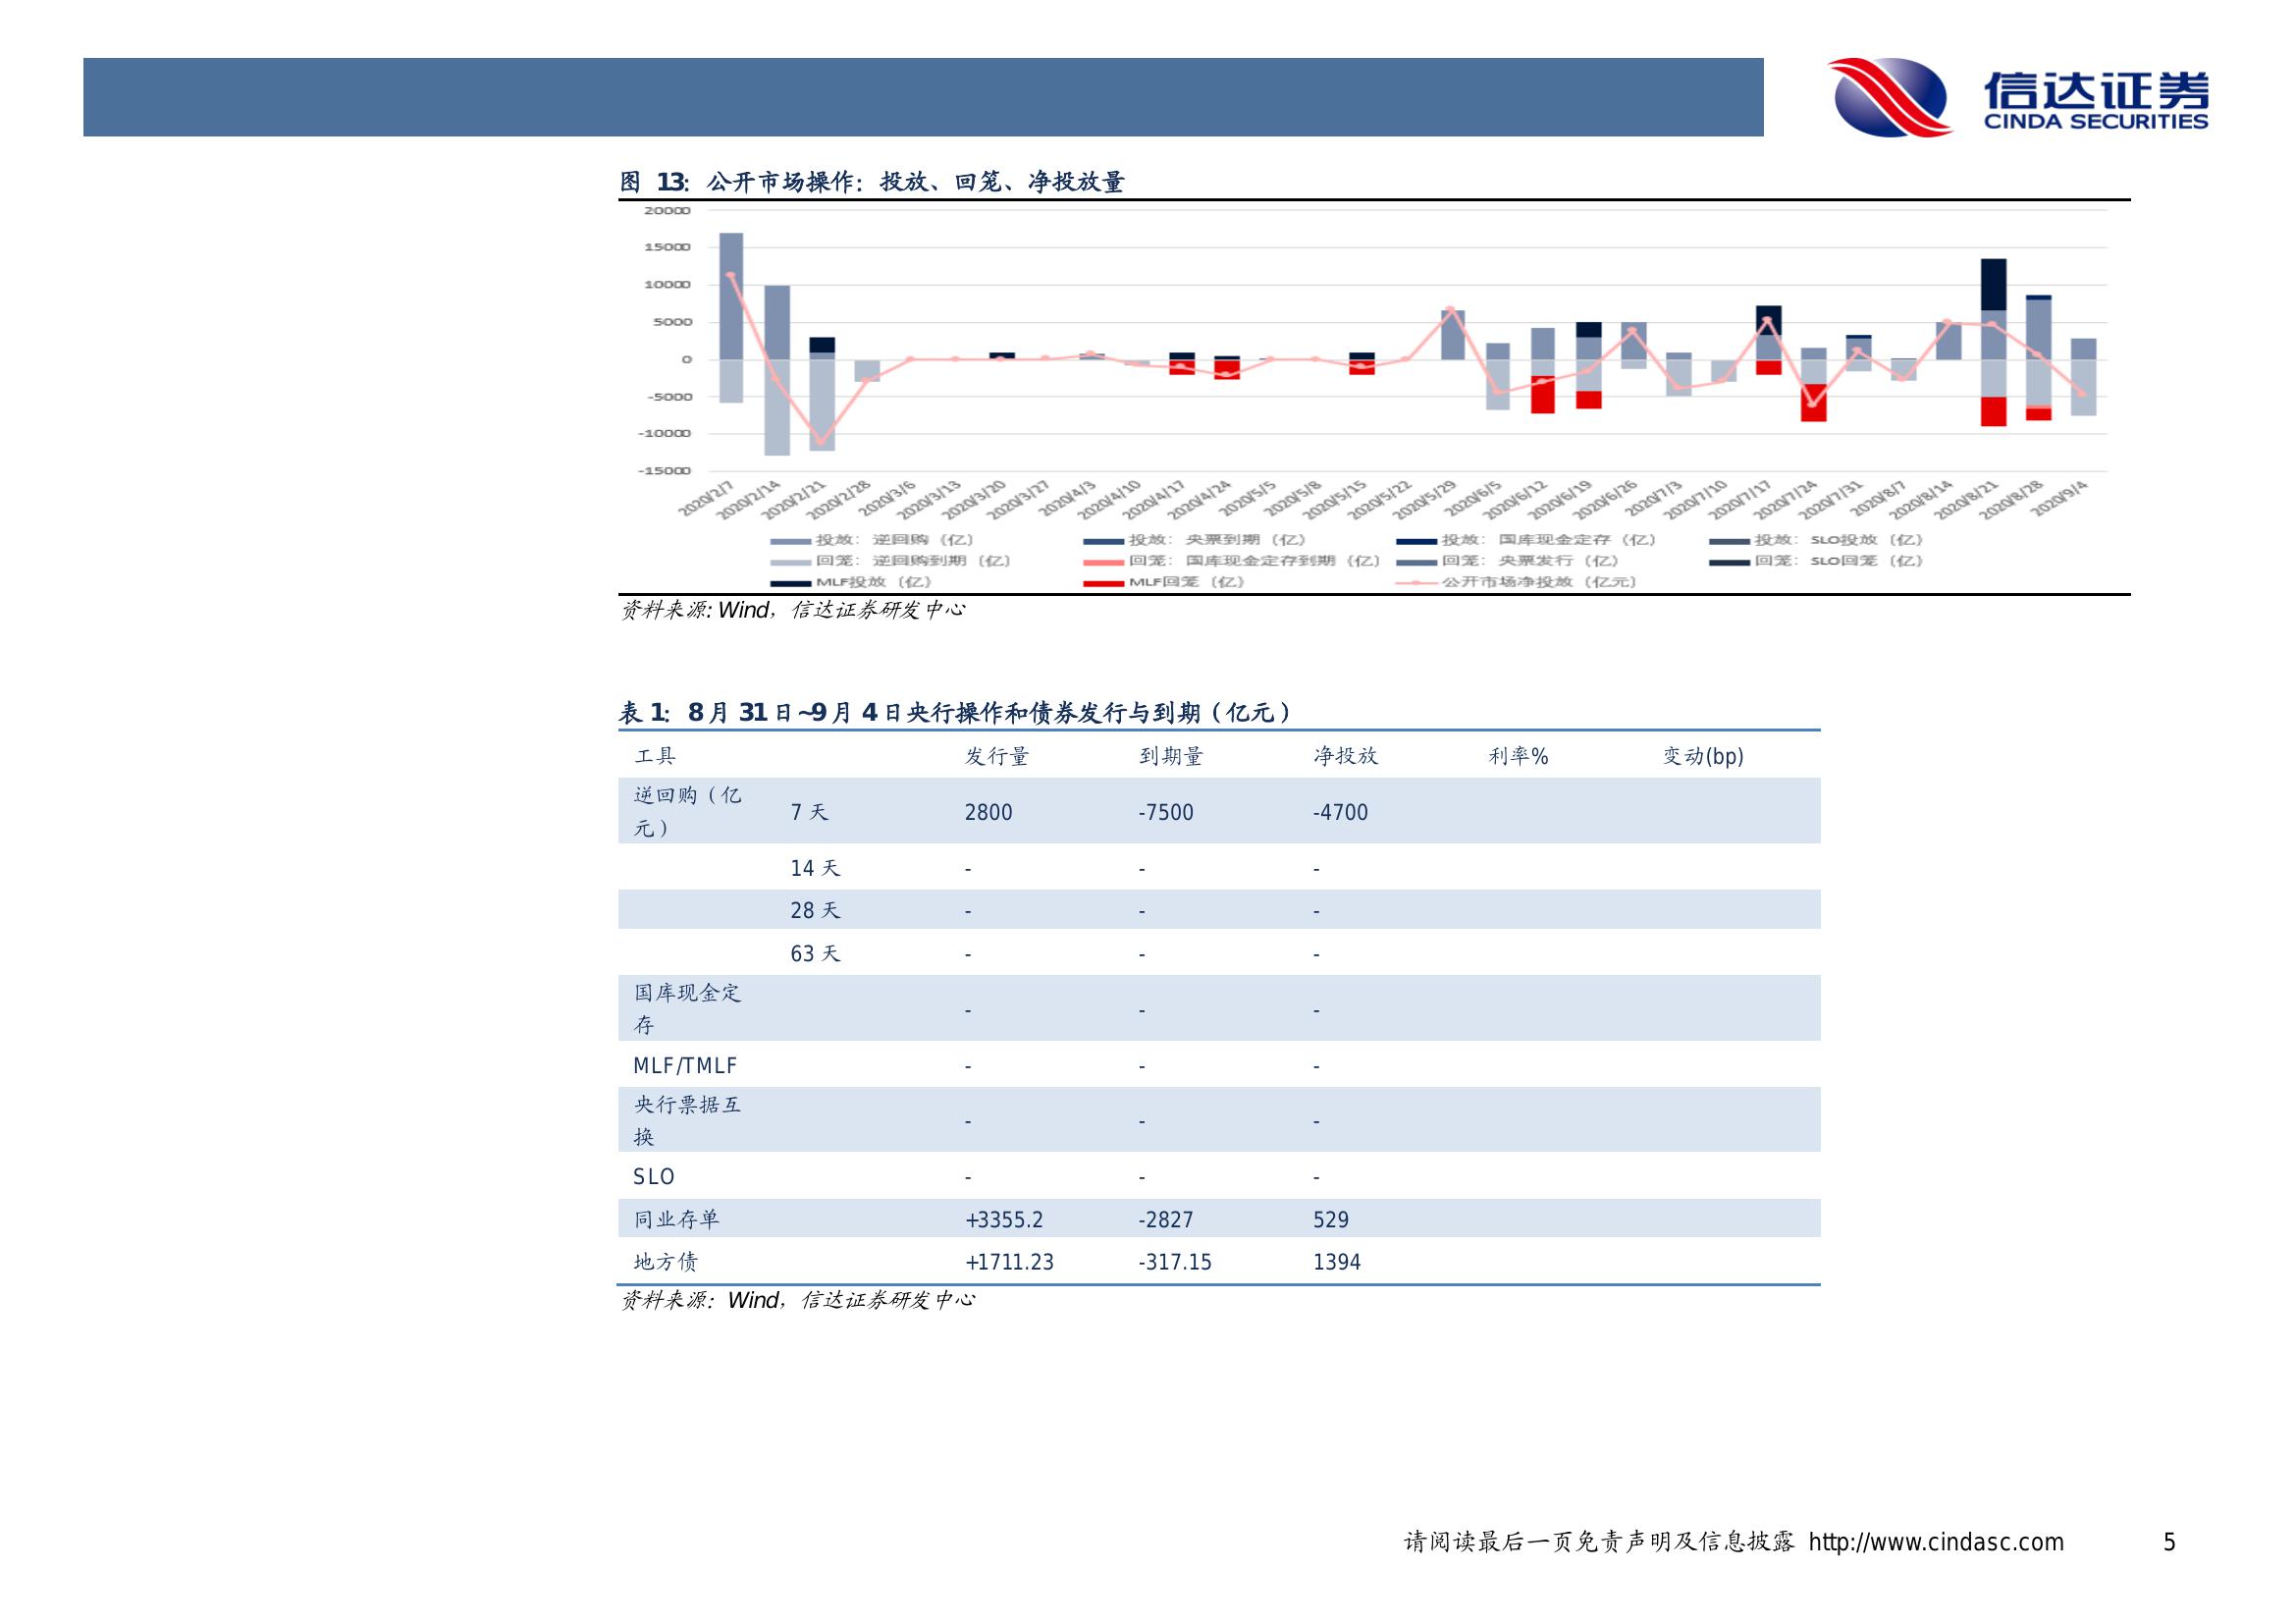 信达证券
CINDA SECURITIES
图 13：公开市场操作：投放、回笼、净投放量
20000
15000
10000
5000
0
-5000
-10000
-15000
2020/2/7 2020/2/14 2020/2/21 2020/2/28 2020/3/6 2020/3/13 2020/3/20 2020/3/27 2020/4/3 2020/4/10 2020/4/17 2020/4/24 2020/5/5 2020/5/8 2020/5/15 2020/5/22 2020/5/29 2020/6/5 2020/6/12 2020/6/19 2020/6/26 2020/7/3 2020/7/10 2020/7/17 2020/7/24 2020/7/31 2020/8/7 2020/8/14 2020/8/21 2020/8/28 2020/9/4
投放：逆回购（亿） 投放：央票到期（亿） 投放：国库现金定存（亿） 投放：SLO投放（亿）
回笼：逆回购到期（亿） 回笼：国库现金定存到期（亿） 回笼：央票发行（亿） 回笼：SLO回笼（亿）
MLF投放（亿） MLF回笼（亿） 公开市场净投放（亿元）
资料来源: Wind，信达证券研发中心
表 1：8 月 31 日~9 月 4 日央行操作和债券发行与到期（亿元）
工具 发行量 到期量 净投放 利率% 变动(bp)
逆回购（亿
元） 7 天 2800 -7500 -4700
14 天 - - -
28 天 - - -
63 天 - - -
国库现金定
存 - - -
MLF/TMLF - - -
央行票据互
换 - - -
SLO - - -
同业存单 +3355.2 -2827 529
地方债 +1711.23 -317.15 1394
资料来源：Wind，信达证券研发中心
请阅读最后一页免责声明及信息披露 http://www.cindasc.com 5